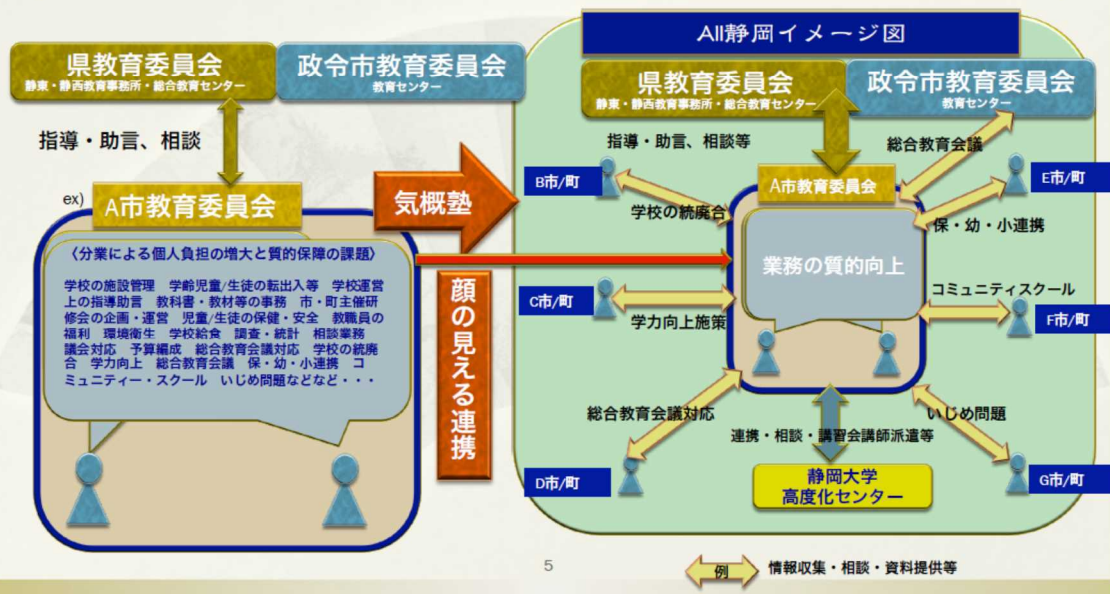 All静岡イメージ図
県教育委員会
静東・静西教育事務所・総合教育センター
政令市教育委員会
教育センター
指導・助言、相談
ex)
A市教育委員会
〈分業による個人負担の増大と質的保障の課題〉
学校の施設管理　学齢児童/生徒の転出入等　学校運営
上の指導助言　教科書・教材等の事務　市・町主催研
修会の企画・運営　児童/生徒の保健・安全　教職員の
福利　環境衛生　学校給食　調査・統計　相談業務
議会対応　予算編成　総合教育会議対応　学校の統廃
合　学力向上　総合教育会議　保・幼・小連携　コ
ミュニティー・スクール　いじめ問題などなど・・・
気概塾
顔の見える連携
県教育委員会
静東・静西教育事務所・総合教育センター
政令市教育委員会
教育センター
指導・助言、相談等
総合教育会議
B市/町
A市教育委員会
E市/町
学校の統廃合
保・幼・小連携
業務の質的向上
C市/町
コミュニティスクール
学力向上施策
F市/町
総合教育会議対応
いじめ問題
連携・相談・講習会講師派遣等
D市/町
静岡大学
高度化センター
G市/町
5
例
情報収集・相談・資料提供等